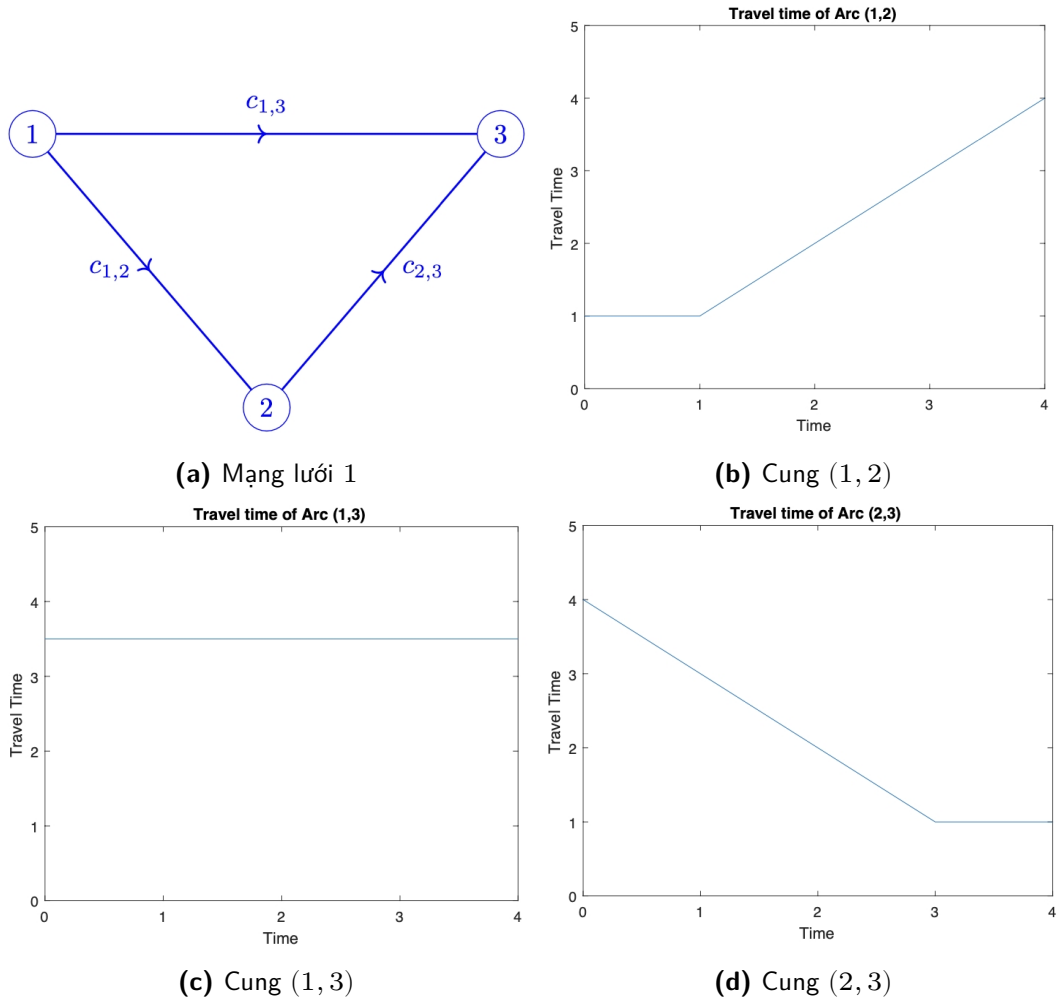 c1,3
1
3
c1,2
c2,3
2
(a) Mạng lưới 1
Travel time of Arc (1,2)
5
4
3
2
1
0
Travel Time
0 1 2 3 4
Time
(b) Cung (1, 2)
Travel time of Arc (1,3)
5
4
3
2
1
0
Travel Time
0 1 2 3 4
Time
(c) Cung (1, 3)
Travel time of Arc (2,3)
5
4
3
2
1
0
Travel Time
0 1 2 3 4
Time
(d) Cung (2, 3)